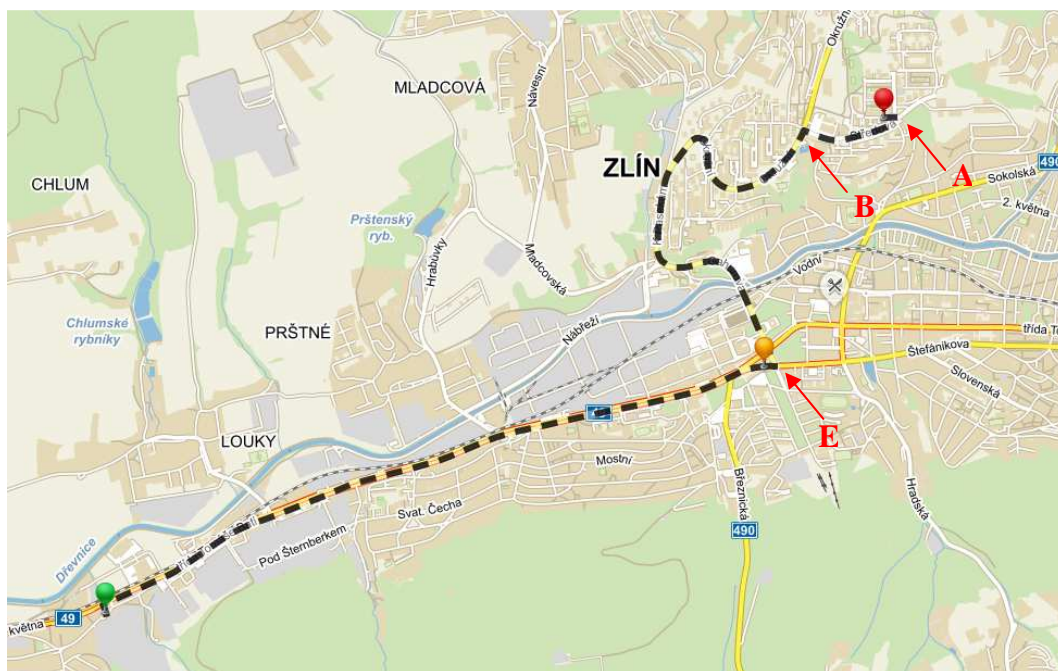 Okružní
MLADCOVÁ
Návesní
490
Sokolská
2. května
ZLÍN
A
B
CHLUM
Prštenský
ryb.
Hrabůvky
Mladcovská
Vodní
Nábřeží
Chlumské
rybníky
PRŠTNÉ
třída To
Štefánikova
Slovenská
LOUKY
E
Mostní
Březnická
Hradská
Svat. Čecha
Pod Šternberkem
490
Dřevnice
49
května